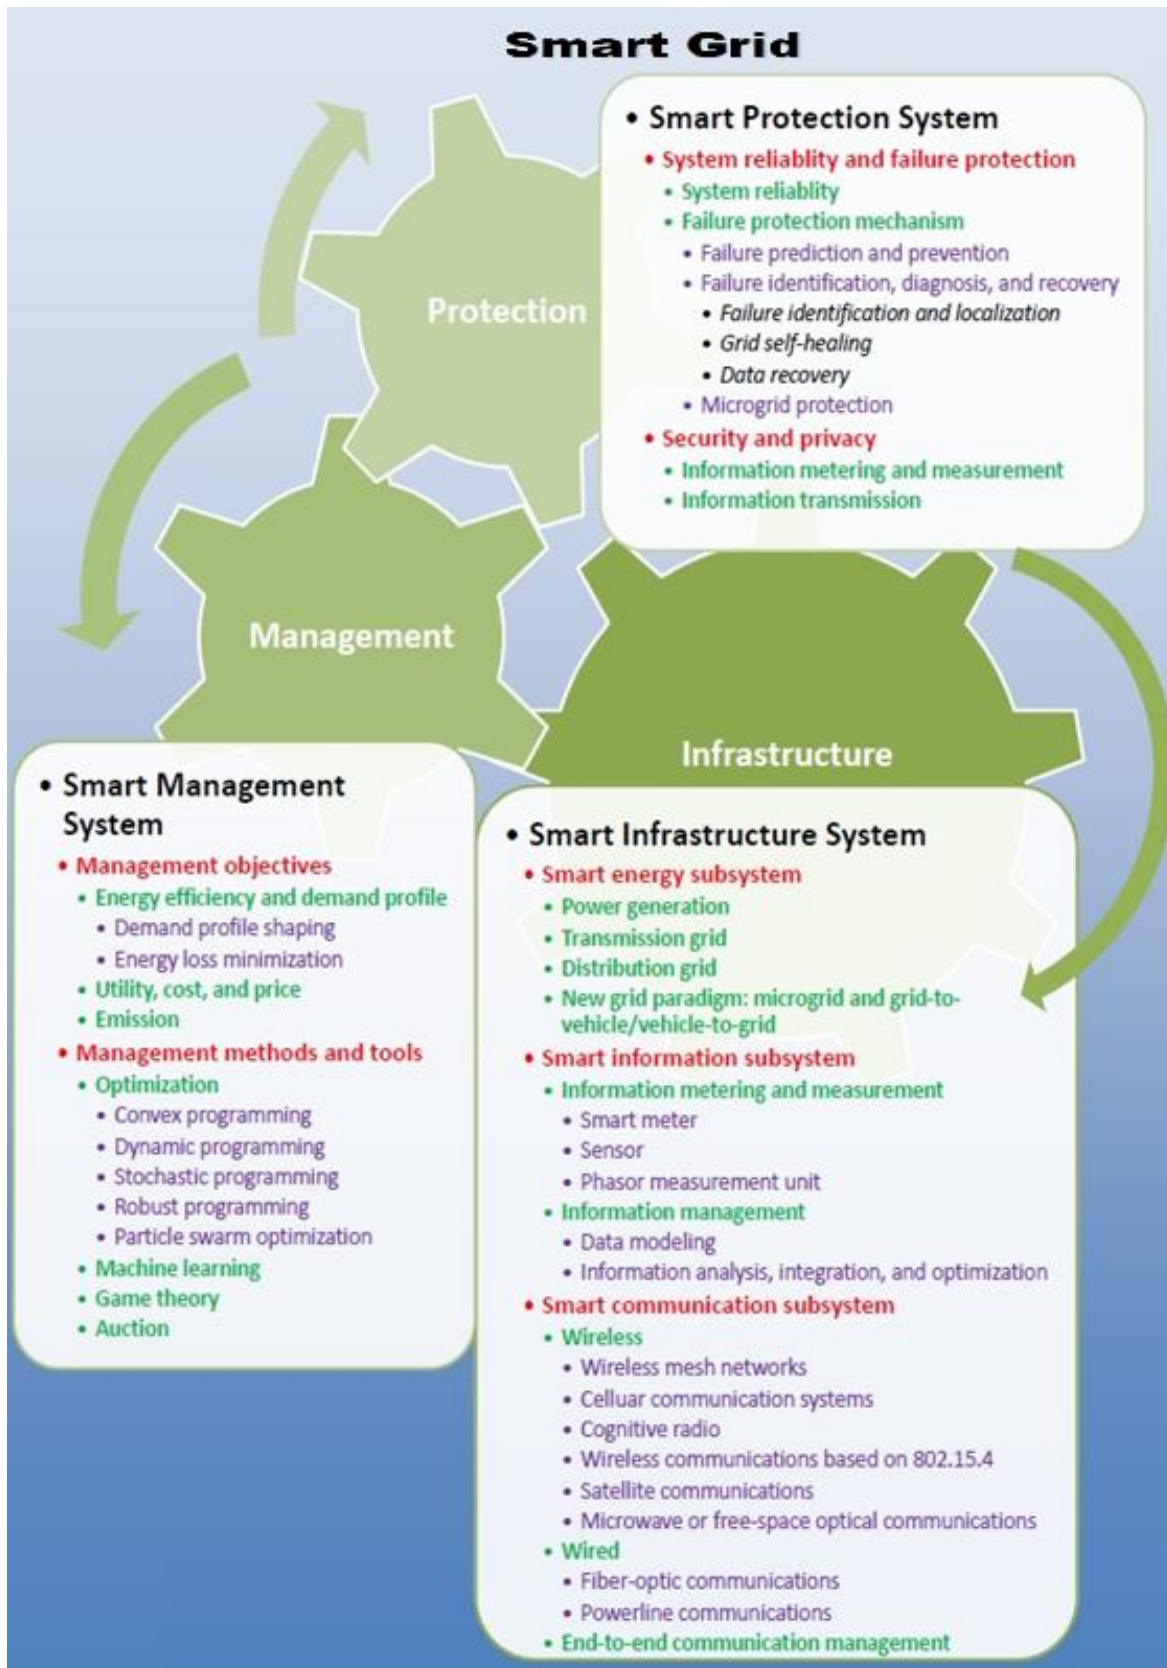 Smart Grid
• Smart Protection System
• System reliablity and failure protection
• System reliablity
• Failure protection mechanism
• Failure prediction and prevention
• Failure identification, diagnosis, and recovery
• Failure identification and localization
• Grid self-healing
• Data recovery
• Microgrid protection
• Security and privacy
• Information metering and measurement
• Information transmission
Protection
Management
Infrastructure
• Smart Management
System
• Management objectives
• Energy efficiency and demand profile
• Demand profile shaping
• Energy loss minimization
• Utility, cost, and price
• Emission
• Management methods and tools
• Optimization
• Convex programming
• Dynamic programming
• Stochastic programming
• Robust programming
• Particle swarm optimization
• Machine learning
• Game theory
• Auction
• Smart Infrastructure System
• Smart energy subsystem
• Power generation
• Transmission grid
• Distribution grid
• New grid paradigm: microgrid and grid-to-
vehicle/vehicle-to-grid
• Smart information subsystem
• Information metering and measurement
• Smart meter
• Sensor
• Phasor measurement unit
• Information management
• Data modeling
• Information analysis, integration, and optimization
• Smart communication subsystem
• Wireless
• Wireless mesh networks
• Celluar communication systems
• Cognitive radio
• Wireless communications based on 802.15.4
• Satellite communications
• Microwave or free-space optical communications
• Wired
• Fiber-optic communications
• Powerline communications
• End-to-end communication management